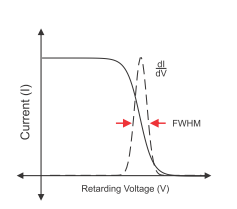 dI
dV
FWHM
Current (I)
Retarding Voltage (V)